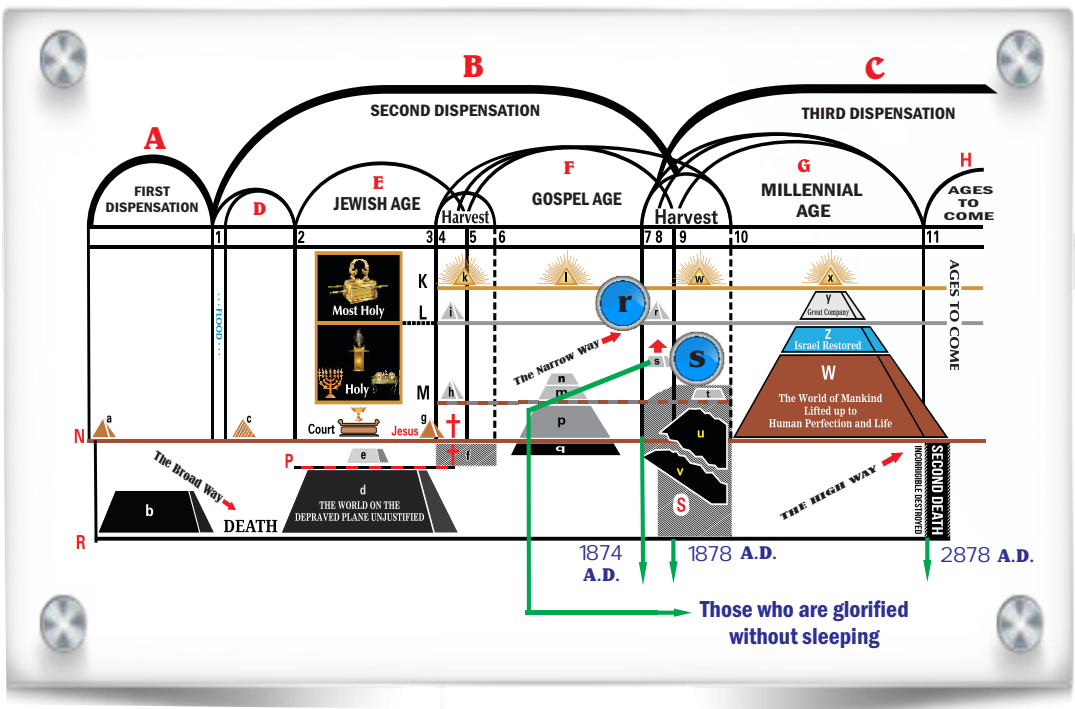 B
C
SECOND DISPENSATION
THIRD DISPENSATION
A
FIRST
DISPENSATION
D
E
JEWISH AGE
Harvest
F
GOSPEL AGE
Harvest
G
MILLENNIAL
AGE
H
AGES
TO
COME
1
2
3
4
5
6
7
8
9
10
11
FLOOD
Most Holy
Holy
K
L
M
k
l
w
x
i
r
r
y
Great Company
Z
Israel Restored
W
The World of Mankind
Lifted up to
Human Perfection and Life
AGES TO COME
The Narrow Way
s
s
h
n
m
t
p
q
u
v
S
N
a
c
Court
Jesus
g
f
P
e
d
THE WORLD ON THE
DEPRAVED PLANE UNJUSTIFIED
The Broad Way
b
DEATH
THE HIGH WAY
INCORRIGIBLE DESTROYED
SECOND DEATH
R
1874
A.D.
1878 A.D.
2878 A.D.
Those who are glorified
without sleeping